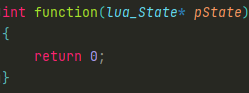 int function(lua_State* pState)
{
    return 0;
}